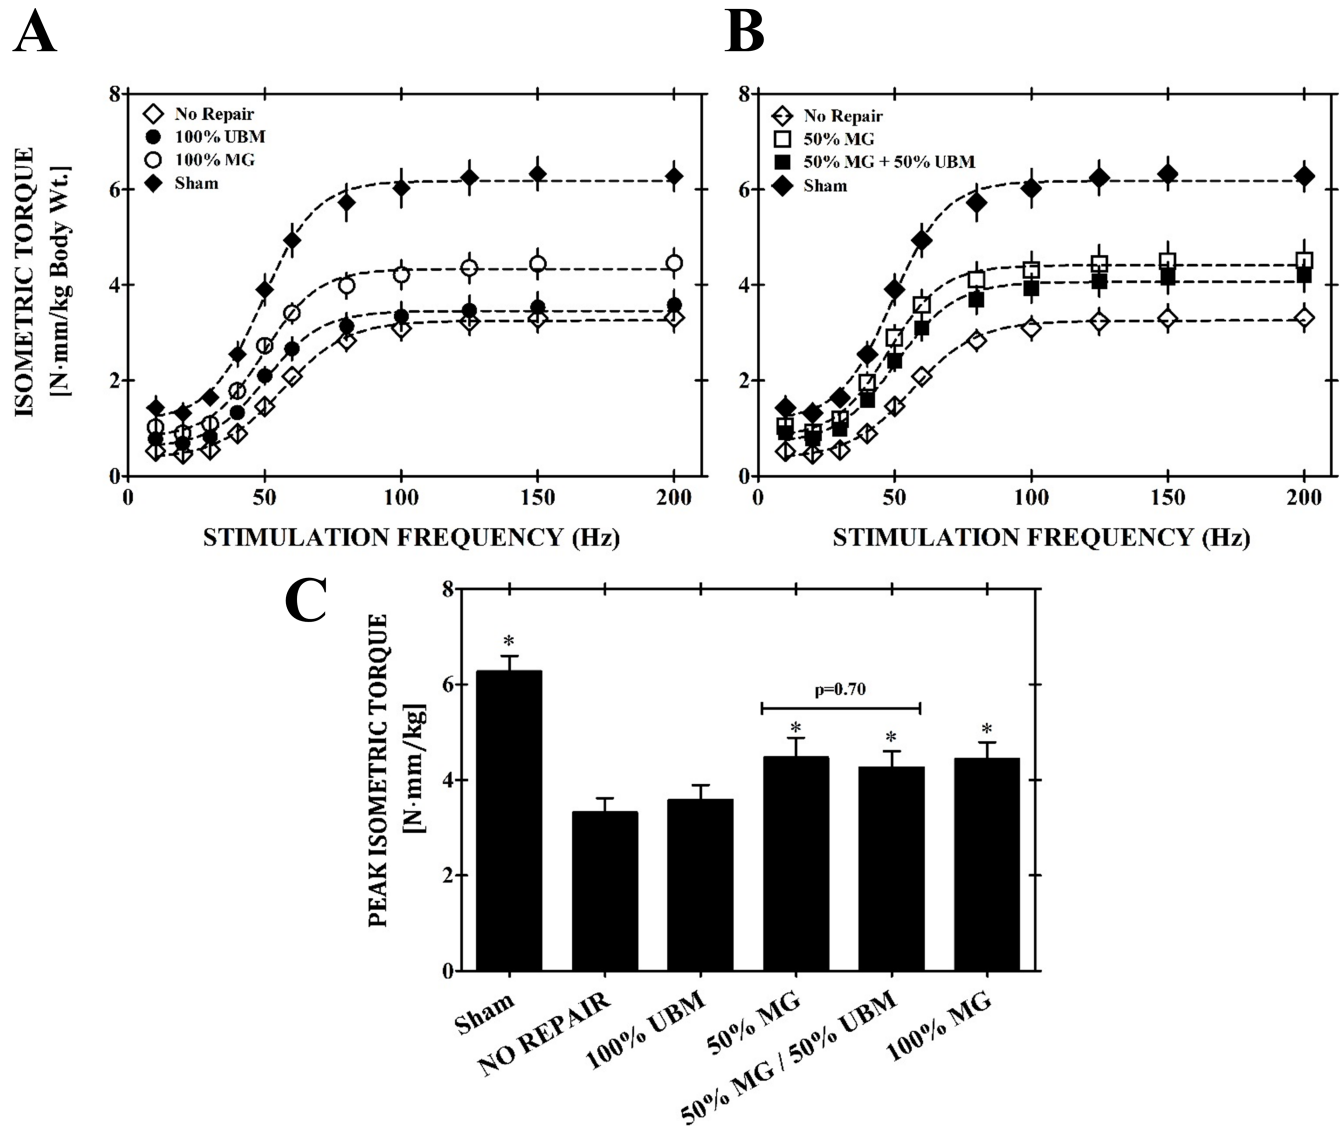 A
B
8
6
4
2
0
No Repair
100% UBM
100% MG
Sham
ISOMETRIC TORQUE
[N·mm/kg Body Wt.]
0 50 100 150 200
STIMULATION FREQUENCY (Hz)
8
6
4
2
0
No Repair
50% MG
50% MG + 50% UBM
Sham
0 50 100 150 200
STIMULATION FREQUENCY (Hz)
C
PEAK ISOMETRIC TORQUE
[N·mm/kg]
8
6
4
2
0
*
p=0.70
*
*
*
Sham
NO REPAIR
100% UBM
50% MG
50% MG / 50% UBM
100% MG